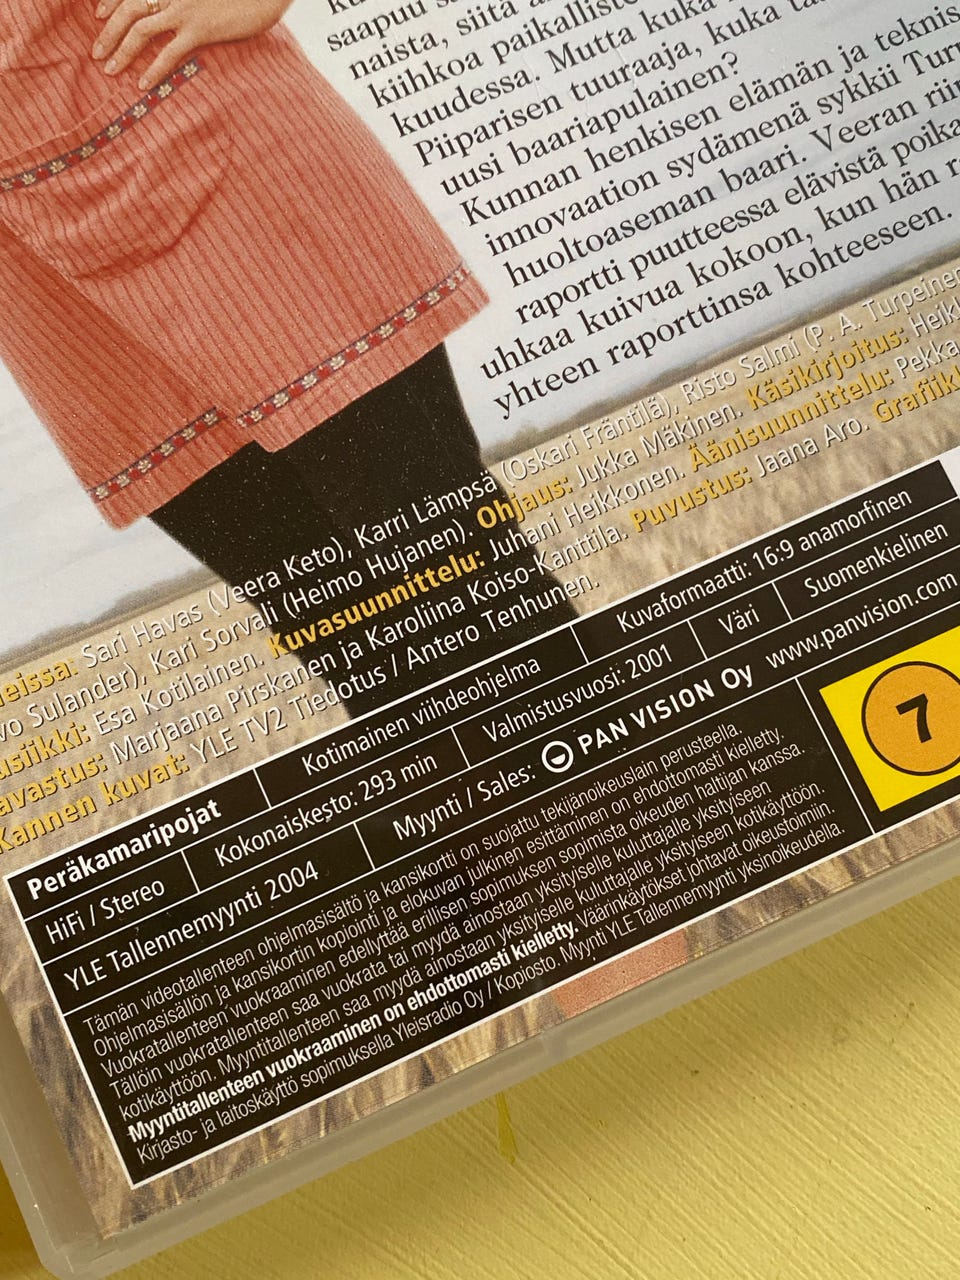 saapuu
naista, siitä
kiihkoa paikallist
kuudessa. Mutta kuka
Piiparisen tuuraaja, kuka
uusi baariapulainen?
Kunnan henkisen elämän ja teknis
innovaation sydämenä sykkii Tur
huoltoaseman baari. Veeran rii
raportti puutteessa elävistä poika
uhkaa kuivua kokoon, kun hän r
yhteen raporttinsa kohteeseen.
eissa: Sari Havas (Veera Keto), Karri Lämpsä (Oskari Fräntilä), Risto Salmi (P. A. Turpeinen
vo Sulander), Kari Sorvali (Heimo Hujanen). Ohjaus: Jukka Mäkinen. Käsikirjoitus: Heik
usiikki: Esa Kotilainen. Kuvasuunnittelu: Juhani Heikkonen. Äänisuunnittelu: Pekka
avastus: Marjaana Pirskanen ja Karoliina Koiso-Kanttila. Puvustus: Jaana Aro. Grafiik
Kannen kuvat: YLE TV2 Tiedotus / Antero Tenhunen.
Peräkamaripojat Kotimainen viihdeohjelma Kuvaformaatti: 16:9 anamorfinen
HiFi / Stereo Kokonaiskesto: 293 min Valmistusvuosi: 2001 Väri Suomenkielinen
YLE Tallennemyynti 2004 Myynti / Sales: PAN VISION Oy www.panvision.com
Tämän videotallenteen ohjelmasisältö ja kansikortti on suojattu tekijänoikeuslain perusteella.
Ohjelmasisällön ja kansikortin kopiointi ja elokuvan julkinen esittäminen on ehdottomasti kielletty.
Vuokratallenteen vuokraaminen edellyttää erillisen sopimuksen sopimista oikeuden haltijan kanssa.
Tällöin vuokratallenteen saa vuokrata tai myydä ainostaan yksityiselle kuluttajalle yksityiseen
kotikäyttöön. Myyntitallenteen saa myydä ainostaan yksityiselle kuluttajalle yksityiseen kotikäyttöön.
Myyntitallenteen vuokraaminen on ehdottomasti kielletty. Väärinkäytökset johtavat oikeustoimiin.
Kirjasto- ja laitoskäyttö sopimuksella Yleisradio Oy / Kopiosto. Myynti YLE Tallennemyynti yksinoikeudella.
7